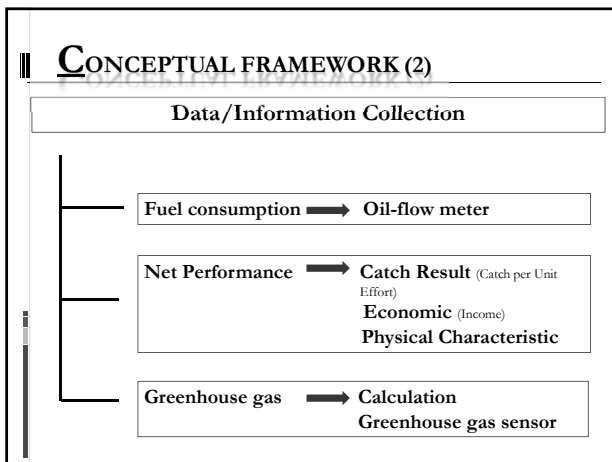 CONCEPTUAL FRAMEWORK (2)
Data/Information Collection
Fuel consumption Oil-flow meter
Net Performance Catch Result (Catch per Unit
Effort)
Economic (Income)
Physical Characteristic
Greenhouse gas Calculation
Greenhouse gas sensor